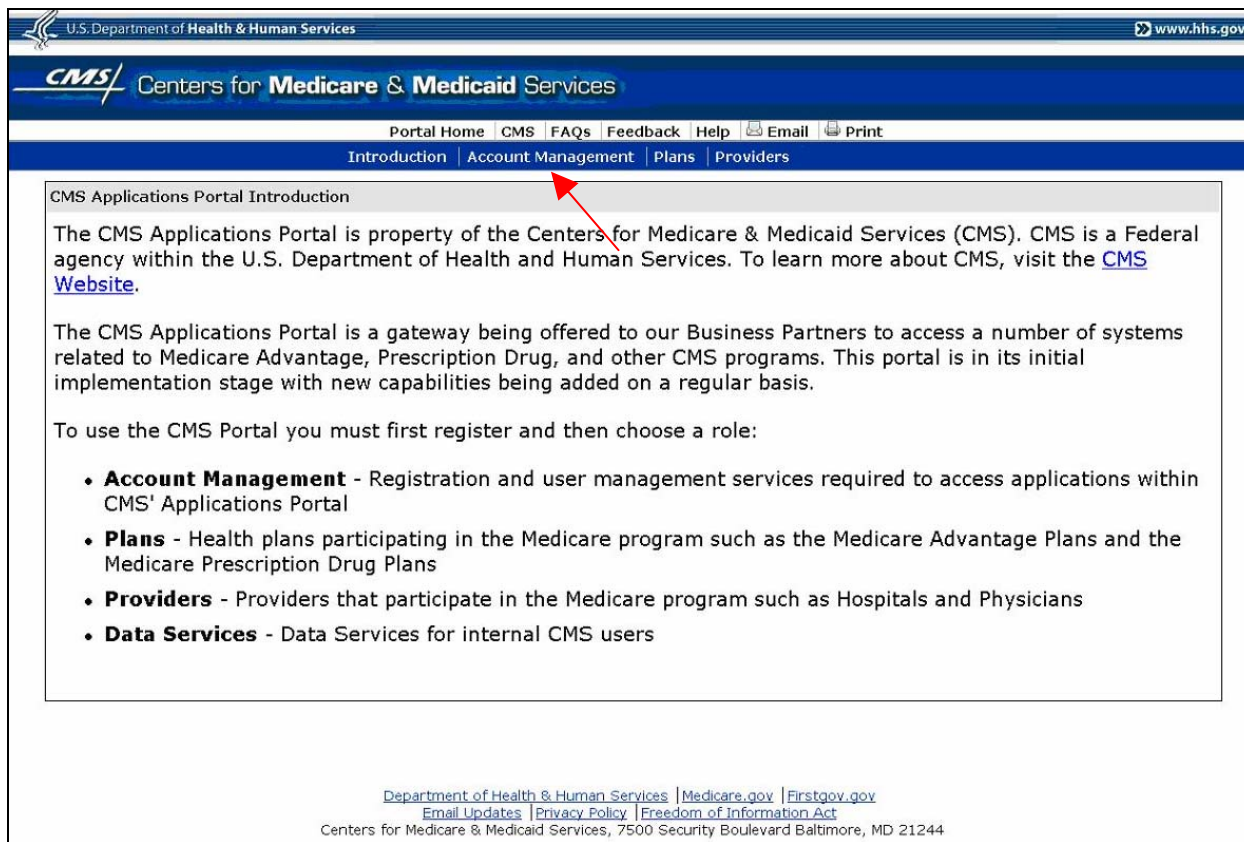 U.S. Department of Health & Human Services www.hhs.gov
CMS/ Centers for Medicare & Medicaid Services
Portal Home CMS FAQs Feedback Help Email Print
Introduction Account Management Plans Providers
CMS Applications Portal Introduction
The CMS Applications Portal is property of the Centers for Medicare & Medicaid Services (CMS). CMS is a Federal
agency within the U.S. Department of Health and Human Services. To learn more about CMS, visit the CMS
Website.
The CMS Applications Portal is a gateway being offered to our Business Partners to access a number of systems
related to Medicare Advantage, Prescription Drug, and other CMS programs. This portal is in its initial
implementation stage with new capabilities being added on a regular basis.
To use the CMS Portal you must first register and then choose a role:
• Account Management - Registration and user management services required to access applications within
CMS' Applications Portal
• Plans - Health plans participating in the Medicare program such as the Medicare Advantage Plans and the
Medicare Prescription Drug Plans
• Providers - Providers that participate in the Medicare program such as Hospitals and Physicians
• Data Services - Data Services for internal CMS users
Department of Health & Human Services | Medicare.gov | Firstgov.gov
Email Updates | Privacy Policy | Freedom of Information Act
Centers for Medicare & Medicaid Services, 7500 Security Boulevard Baltimore, MD 21244